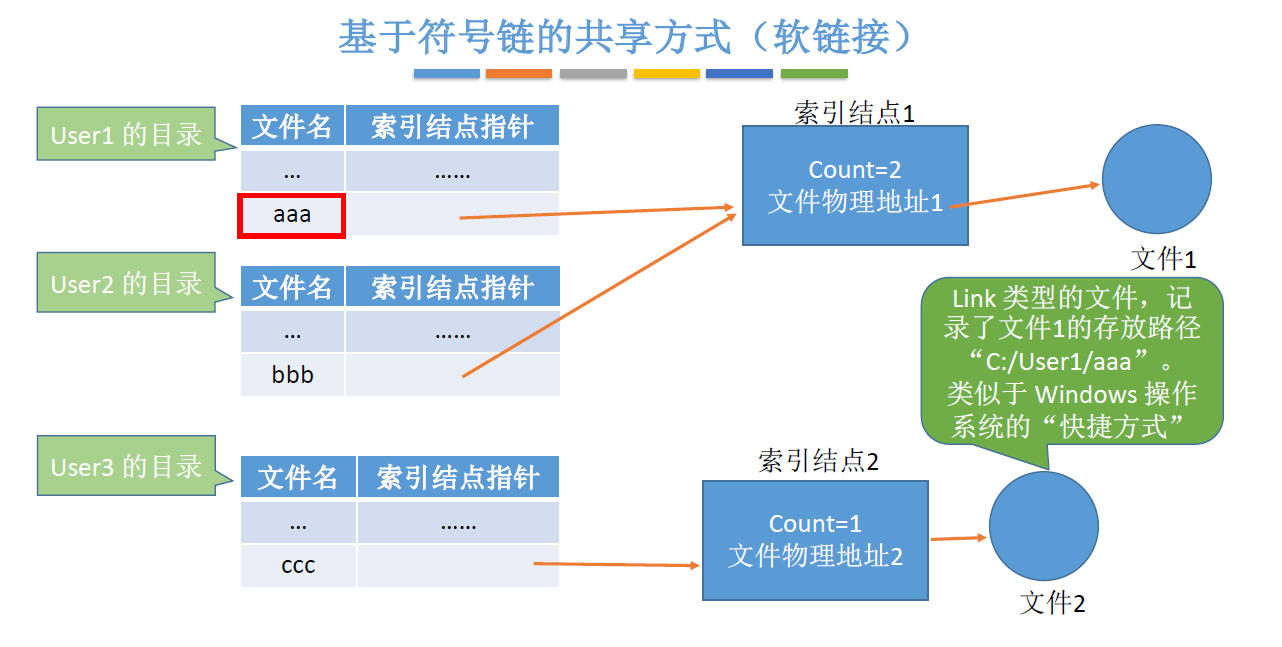 基于符号链的共享方式（软链接）
User1 的目录
文件名 索引结点指针
... ......
aaa
User2 的目录
文件名 索引结点指针
... ......
bbb
User3 的目录
文件名 索引结点指针
... ......
ccc
索引结点1
Count=2
文件物理地址1
文件1
Link 类型的文件，记
录了文件1的存放路径
“C:/User1/aaa”。
类似于 Windows 操作
系统的“快捷方式”
索引结点2
Count=1
文件物理地址2
文件2